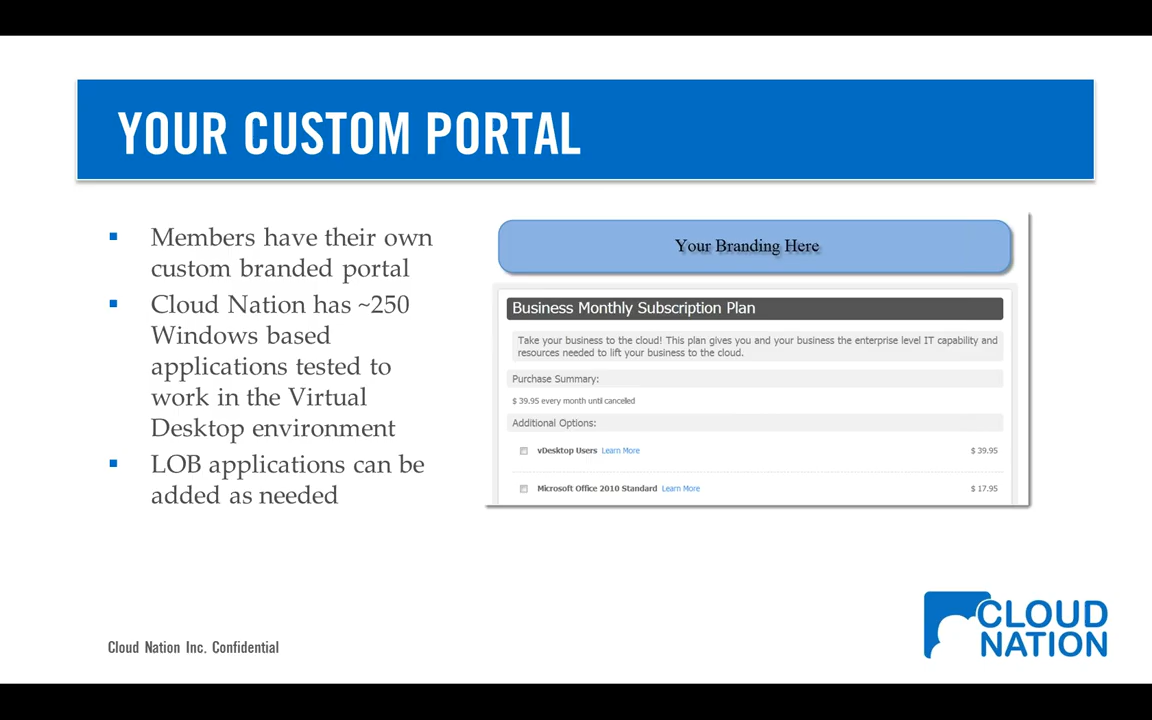 YOUR CUSTOM PORTAL
Members have their own
custom branded portal
Cloud Nation has ~250
Windows based
applications tested to
work in the Virtual
Desktop environment
LOB applications can be
added as needed
Your Branding Here
Business Monthly Subscription Plan
Take your business to the cloud! This plan gives you and your business the enterprise level IT capability and
resources needed to lift your business to the cloud.
Purchase Summary:
$ 39.95 every month until canceled
Additional Options:
vDesktop Users Learn More $ 39.95
Microsoft Office 2010 Standard Learn More $ 17.95
Cloud Nation Inc. Confidential
CLOUD
NATION